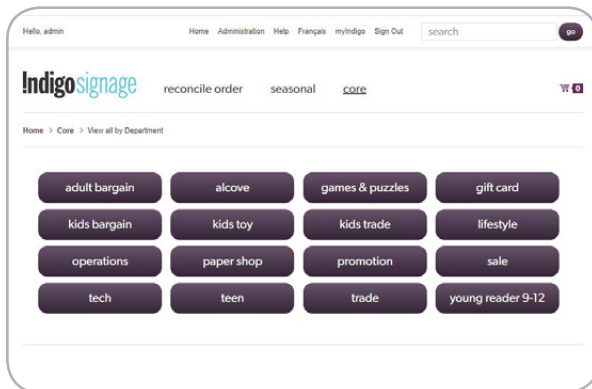 Hello, admin Home Administration Help Français myIndigo Sign Out search go
!ndigosignage reconcile order seasonal core 0
Home > Core > View all by Department
adult bargain alcove games & puzzles gift card
kids bargain kids toy kids trade lifestyle
operations paper shop promotion sale
tech teen trade young reader 9-12